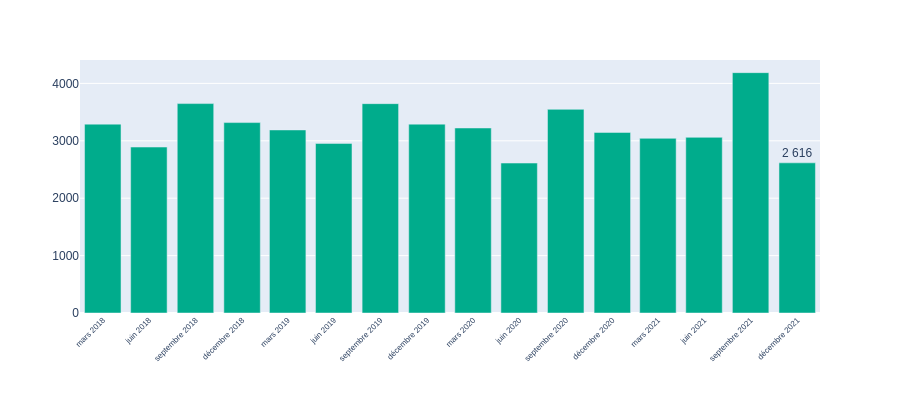 4000
3000
2000
1000
0
2 616
mars 2018
juin 2018
septembre 2018
décembre 2018
mars 2019
juin 2019
septembre 2019
décembre 2019
mars 2020
juin 2020
septembre 2020
décembre 2020
mars 2021
juin 2021
septembre 2021
décembre 2021